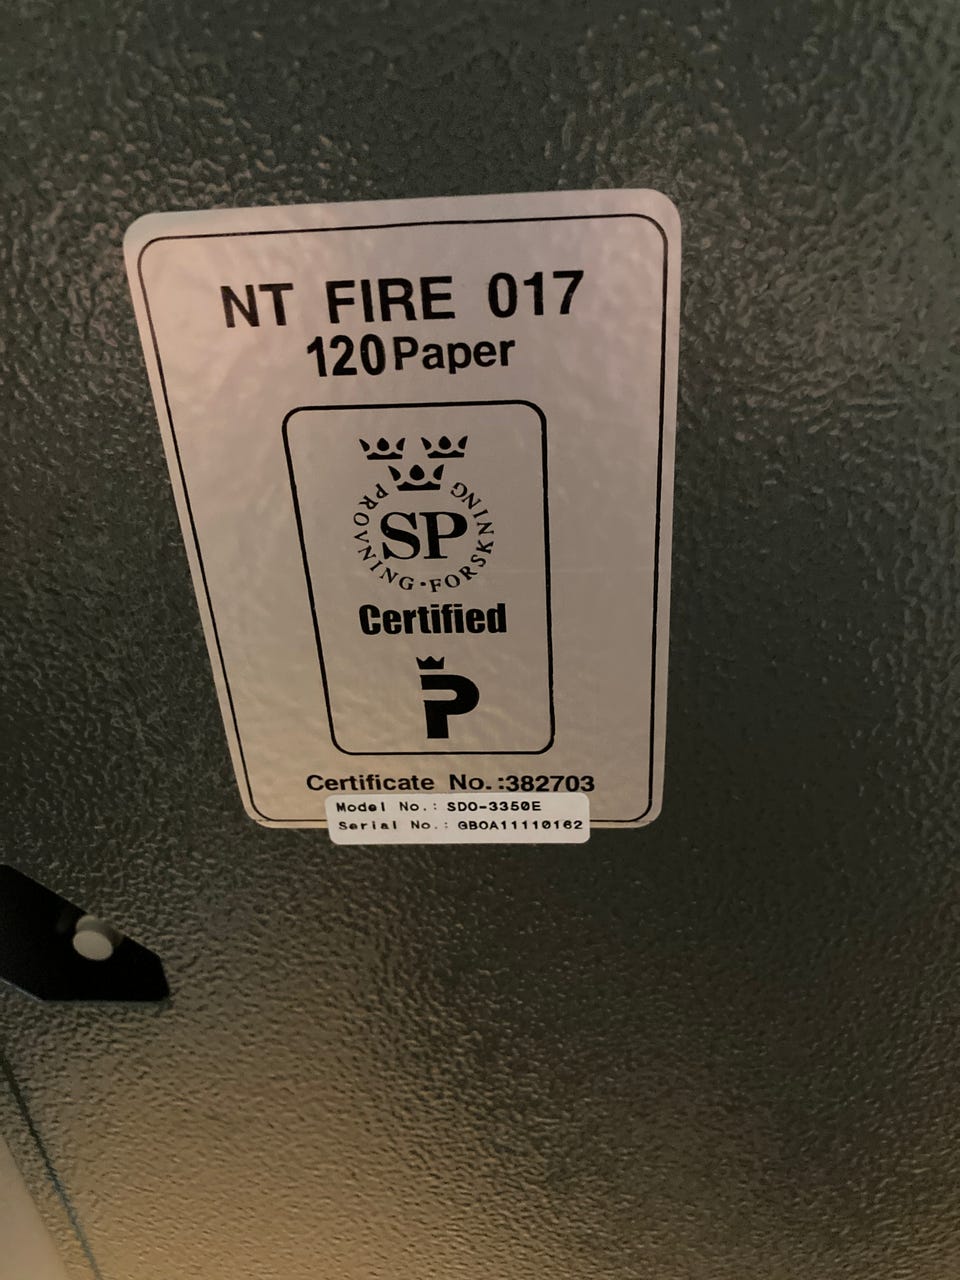 NT FIRE 017
120 Paper
SP
PROVNING · FORSKNING
Certified
P
Certificate No.:382703
Model No.: SDO-3350E
Serial No.: GBOA11110162